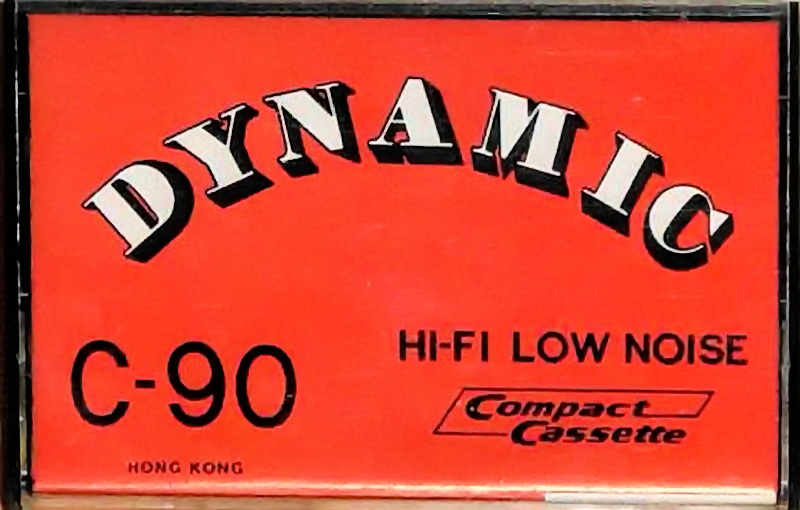 DYNAMIC
C-90
HI-FI LOW NOISE
Compact
Cassette
HONG KONG